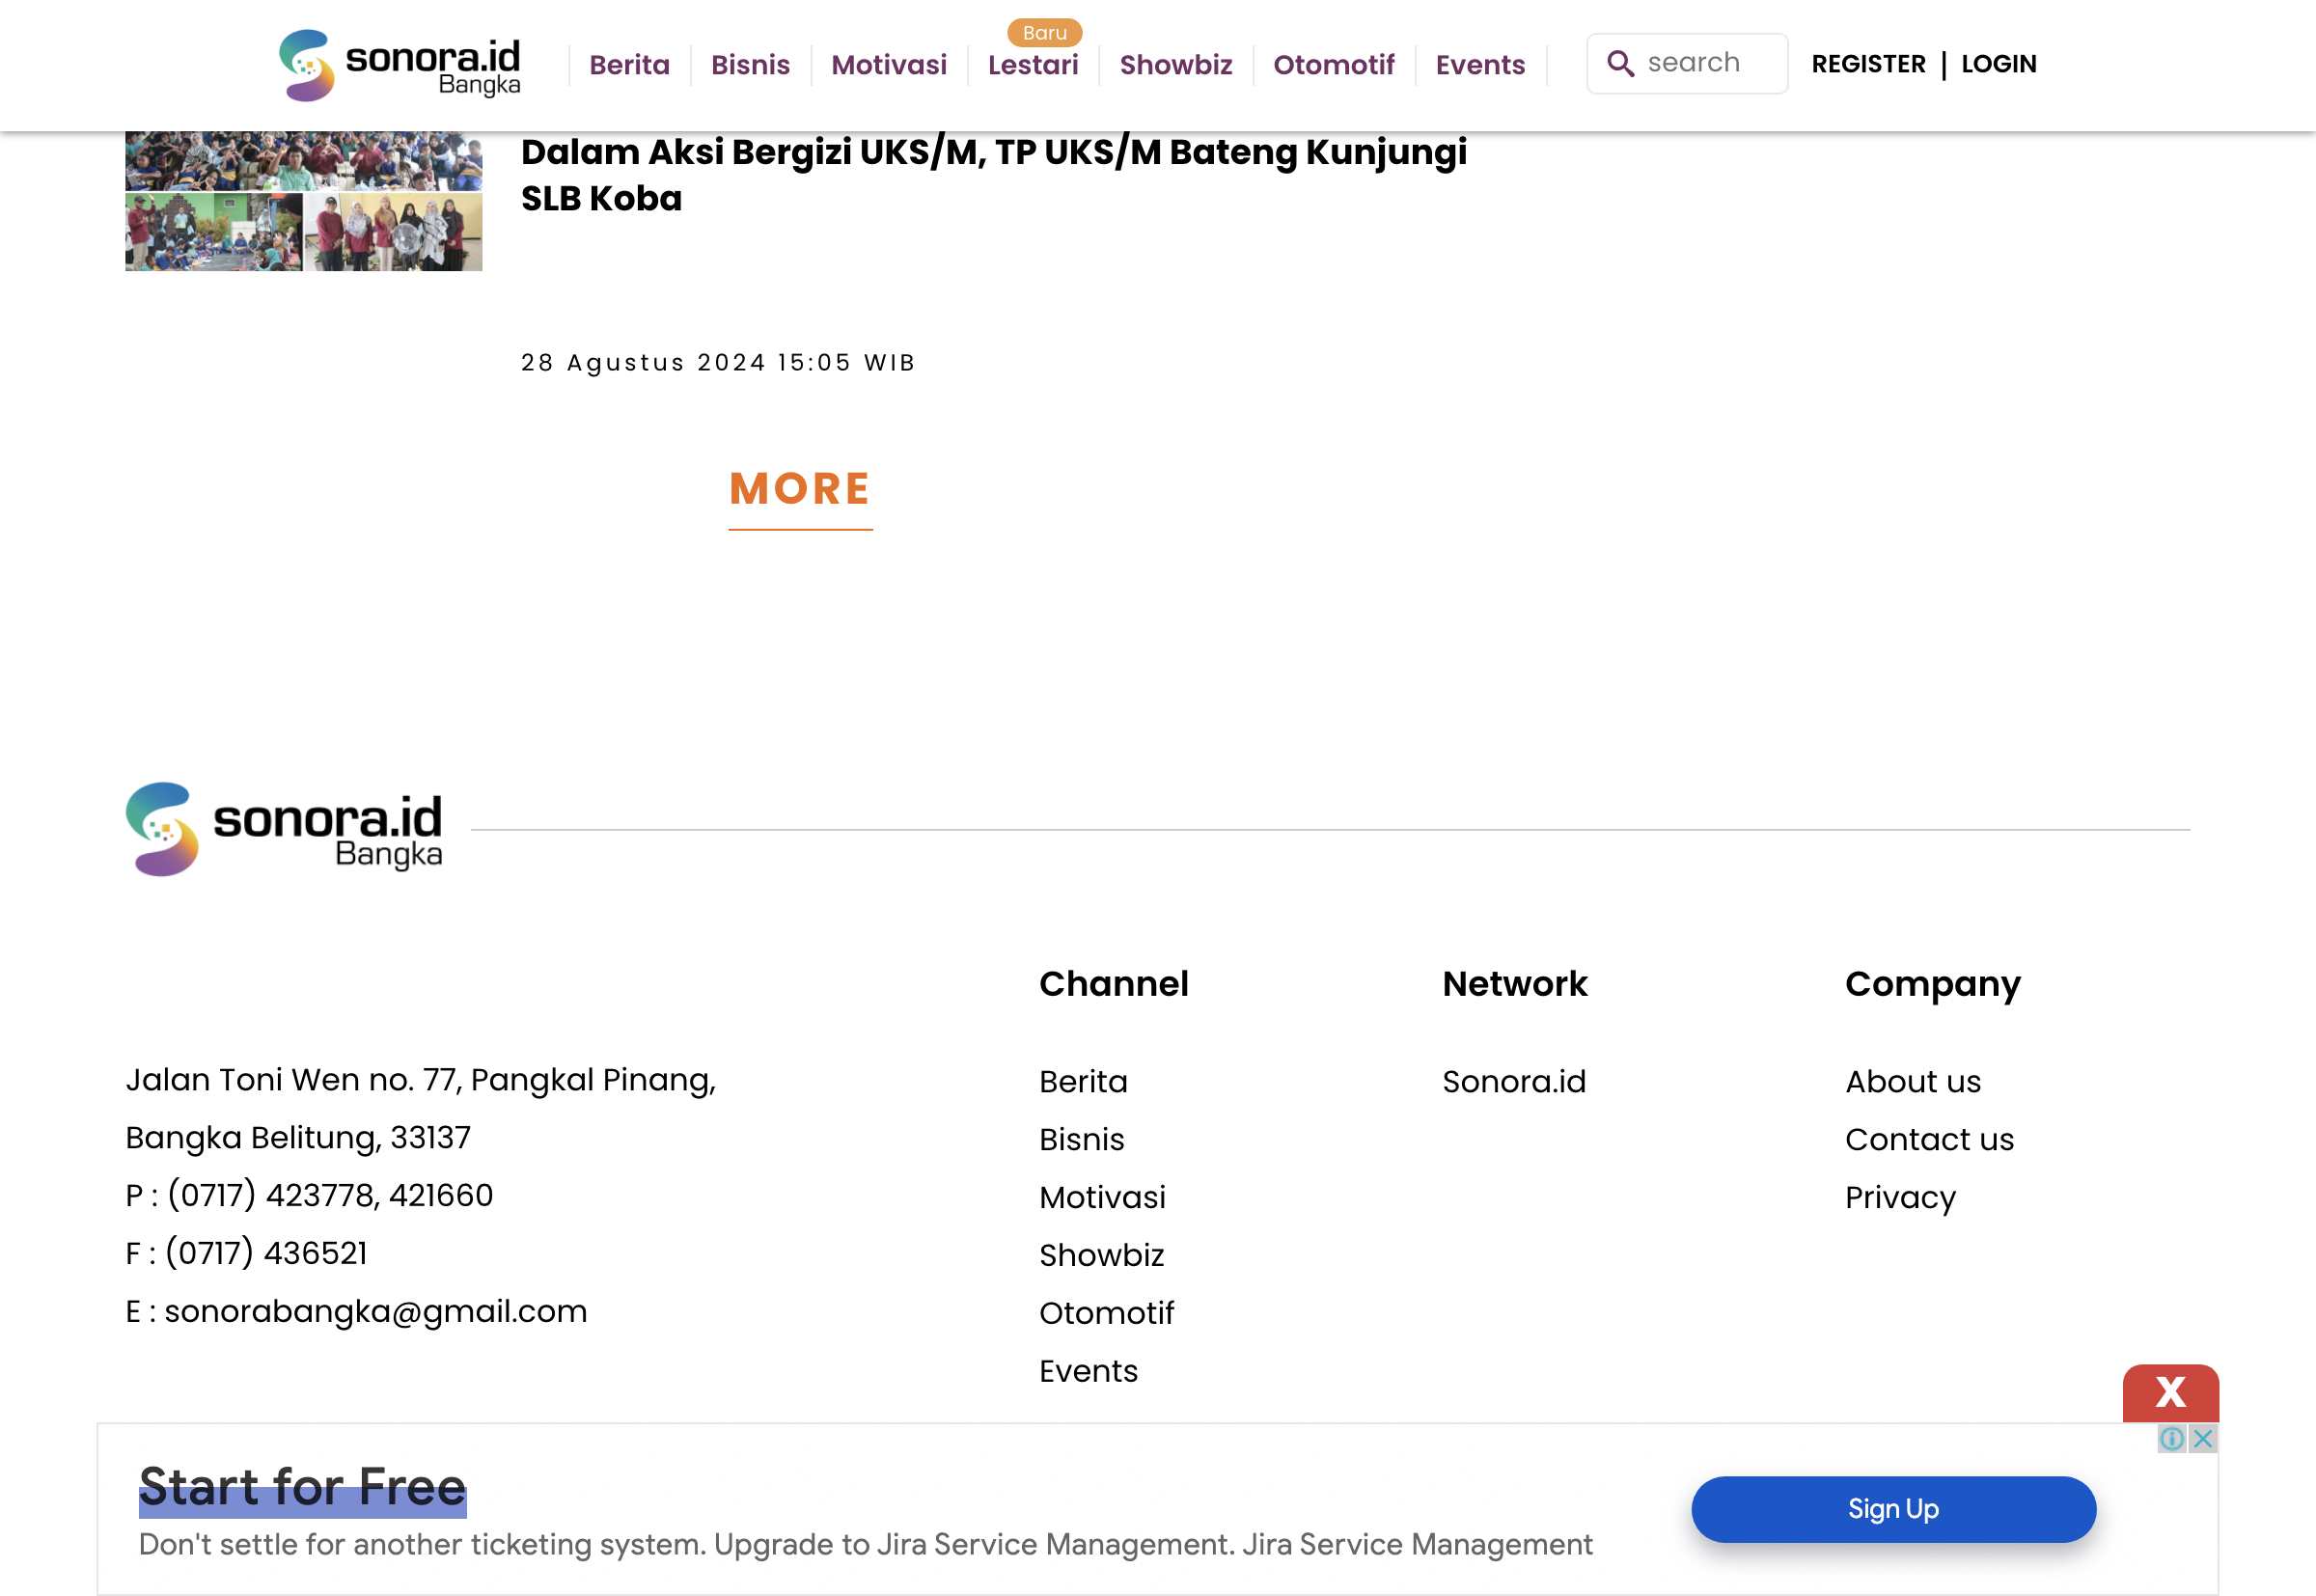 sonora.id
Bangka
Berita
Bisnis
Motivasi
Baru
Lestari
Showbiz
Otomotif
Events
search
REGISTER | LOGIN
Dalam Aksi Bergizi UKS/M, TP UKS/M Bateng Kunjungi
SLB Koba
28 Agustus 2024 15:05 WIB
MORE
sonora.id
Bangka
Jalan Toni Wen no. 77, Pangkal Pinang,
Bangka Belitung, 33137
P : (0717) 423778, 421660
F : (0717) 436521
E : sonorabangka@gmail.com
Channel
Berita
Bisnis
Motivasi
Showbiz
Otomotif
Events
Network
Sonora.id
Company
About us
Contact us
Privacy
X
Start for Free
Don't settle for another ticketing system. Upgrade to Jira Service Management. Jira Service Management
Sign Up